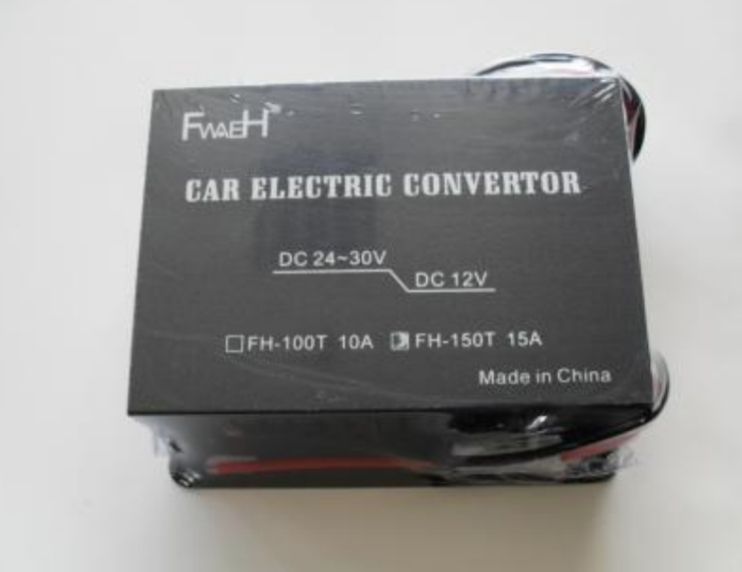 FWAEH
CAR ELECTRIC CONVERTOR
DC 24~30V
DC 12V
FH-100T 10A FH-150T 15A
Made in China